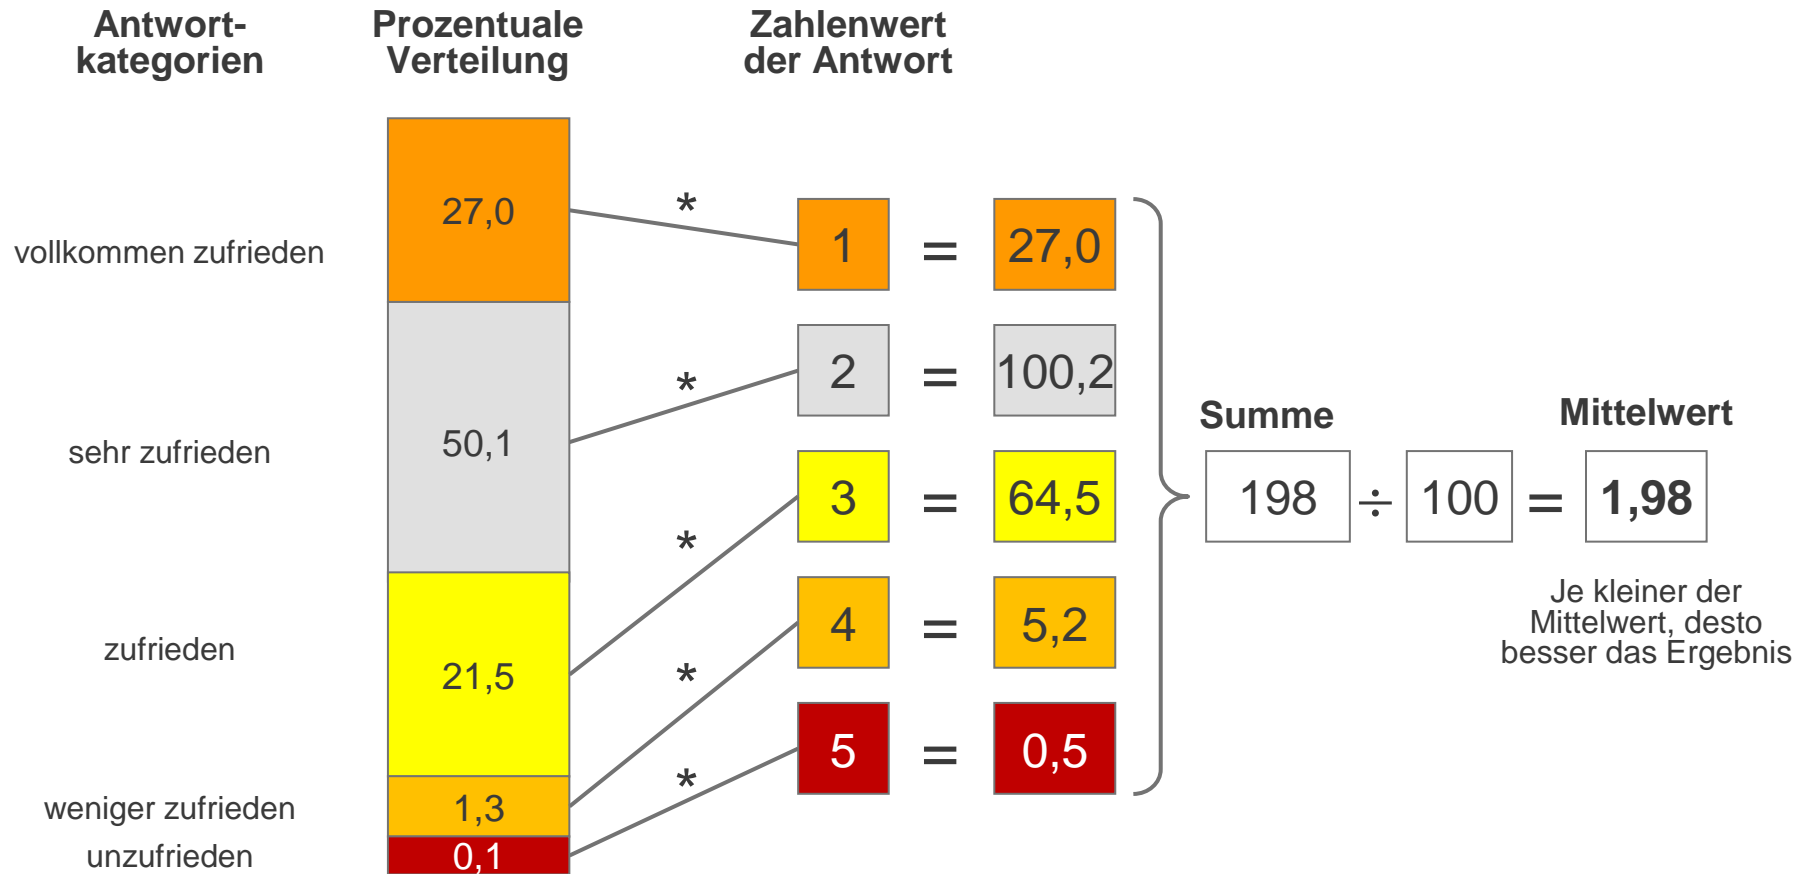 Antwort-
kategorien
Prozentuale
Verteilung
Zahlenwert
der Antwort
vollkommen zufrieden
27,0
*
1
=
27,0
sehr zufrieden
50,1
*
2
=
100,2
zufrieden
21,5
*
3
=
64,5
weniger zufrieden
1,3
*
4
=
5,2
unzufrieden
0,1
*
5
=
0,5
Summe
198
÷
100
=
Mittelwert
1,98
Je kleiner der
Mittelwert, desto
besser das Ergebnis